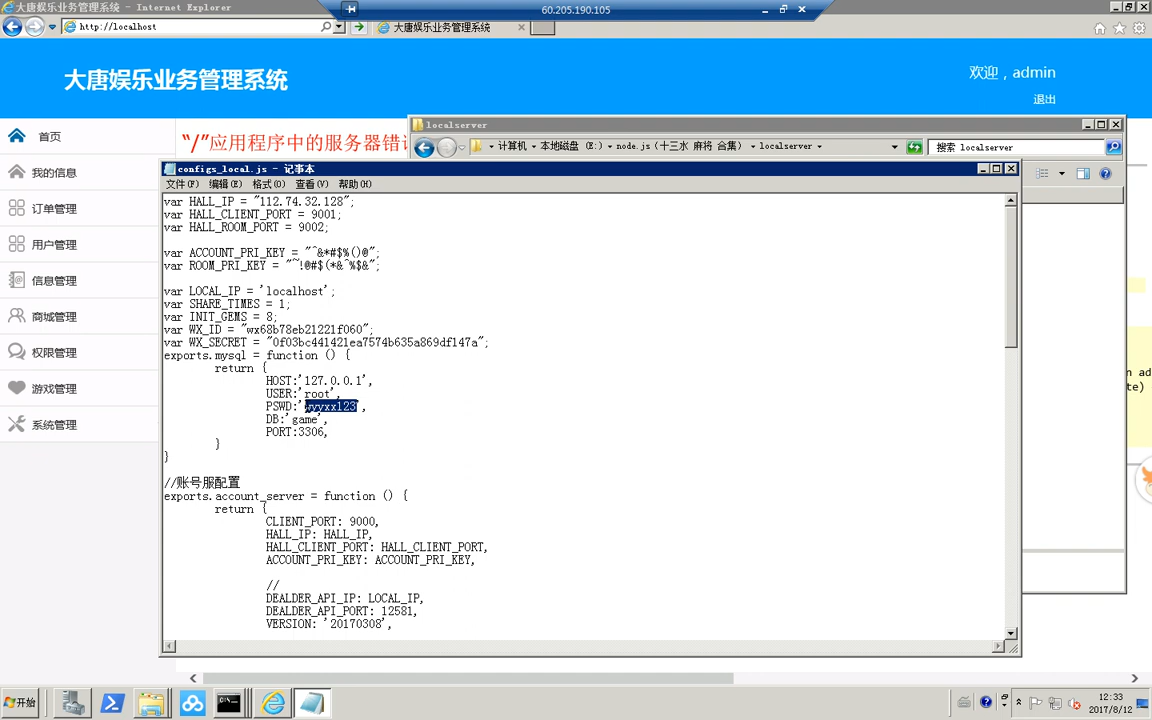 大唐娱乐业务管理系统 - Internet Explorer
60.205.190.105
http://localhost
大唐娱乐业务管理系统
大唐娱乐业务管理系统
欢迎，admin
退出
首页
我的信息
订单管理
用户管理
信息管理
商城管理
权限管理
游戏管理
系统管理
“/”应用程序中的服务器错
localserver
计算机 本地磁盘 (E:) node.js（十三水 麻将 合集） localserver
搜索 localserver
configs_local.js - 记事本
文件(F) 编辑(E) 格式(O) 查看(V) 帮助(H)
var HALL_IP = "112.74.32.128";
var HALL_CLIENT_PORT = 9001;
var HALL_ROOM_PORT = 9002;
var ACCOUNT_PRI_KEY = "^&*#$%()@";
var ROOM_PRI_KEY = "~!@#$(*&^%$&";
var LOCAL_IP = 'localhost';
var SHARE_TIMES = 1;
var INIT_GEMS = 8;
var WX_ID = "wx68b78eb21221f060";
var WX_SECRET = "0f03bc441421ea7574b635a869df147a";
exports.mysql = function () {
return {
HOST:'127.0.0.1',
USER:'root',
PSWD:'yyyxx123',
DB:'game',
PORT:3306,
}
}
//账号服配置
exports.account_server = function () {
return {
CLIENT_PORT: 9000,
HALL_IP: HALL_IP,
HALL_CLIENT_PORT: HALL_CLIENT_PORT,
ACCOUNT_PRI_KEY: ACCOUNT_PRI_KEY,
//
DEALDER_API_IP: LOCAL_IP,
DEALDER_API_PORT: 12581,
VERSION: '20170308',
n ad
te)
开始
12:33
2017/8/12